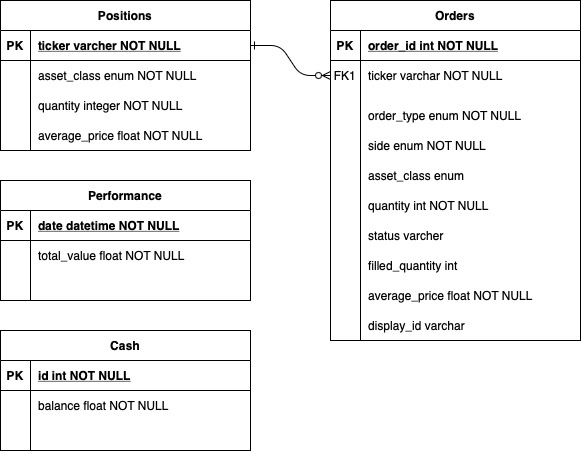 Positions
PK ticker varcher NOT NULL
asset_class enum NOT NULL
quantity integer NOT NULL
average_price float NOT NULL
Orders
PK order_id int NOT NULL
FK1 ticker varchar NOT NULL
order_type enum NOT NULL
side enum NOT NULL
asset_class enum
quantity int NOT NULL
status varcher
filled_quantity int
average_price float NOT NULL
display_id varchar
Performance
PK date datetime NOT NULL
total_value float NOT NULL
Cash
PK id int NOT NULL
balance float NOT NULL